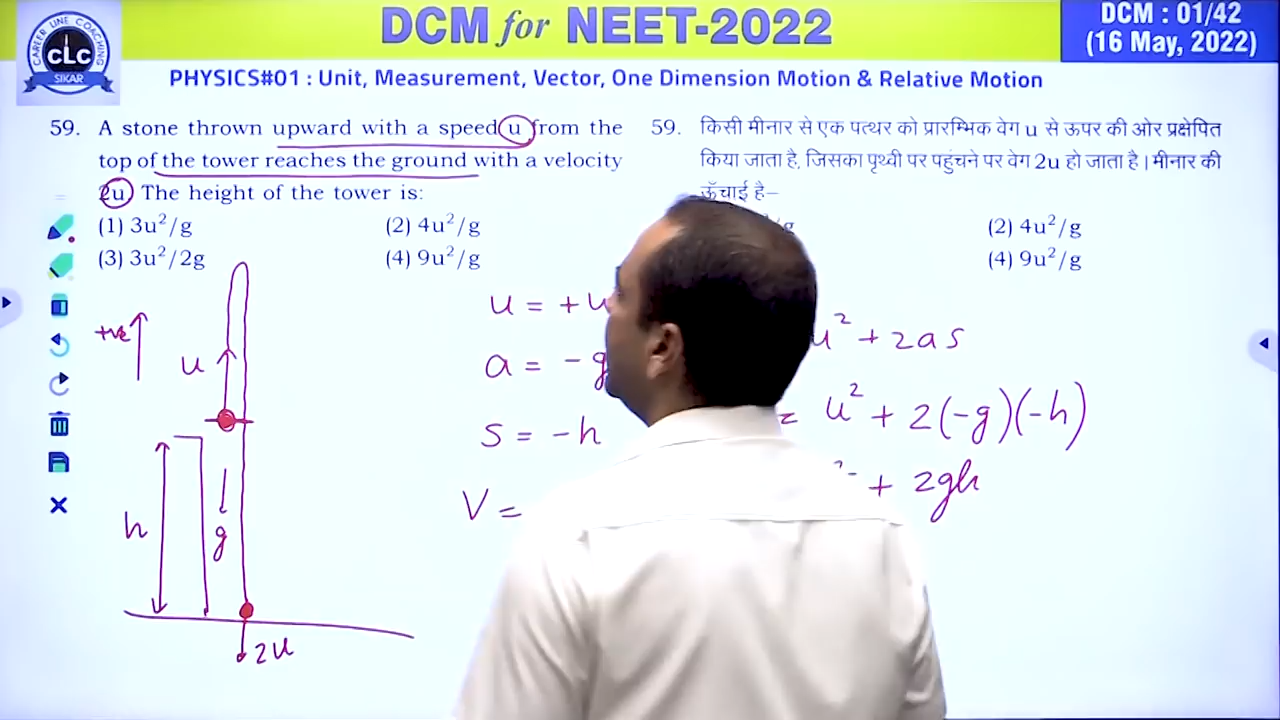 DCM for NEET-2022
DCM : 01/42
(16 May, 2022)
CAREER LINE COACHING
CLC
SIKAR
PHYSICS#01 : Unit, Measurement, Vector, One Dimension Motion & Relative Motion
59. A stone thrown upward with a speed u from the
top of the tower reaches the ground with a velocity
2u. The height of the tower is:
(1) 3u²/g (2) 4u²/g
(3) 3u²/2g (4) 9u²/g
59. किसी मीनार से एक पत्थर को प्रारम्भिक वेग u से ऊपर की ओर प्रक्षेपित
किया जाता है, जिसका पृथ्वी पर पहुंचने पर वेग 2u हो जाता है। मीनार की
ऊँचाई है–
/g (2) 4u²/g
(4) 9u²/g
+ve
u
h
g
2u
u = +u
a = -g
s = -h
V =
u² + 2as
= u² + 2(-g)(-h)
+ 2gh